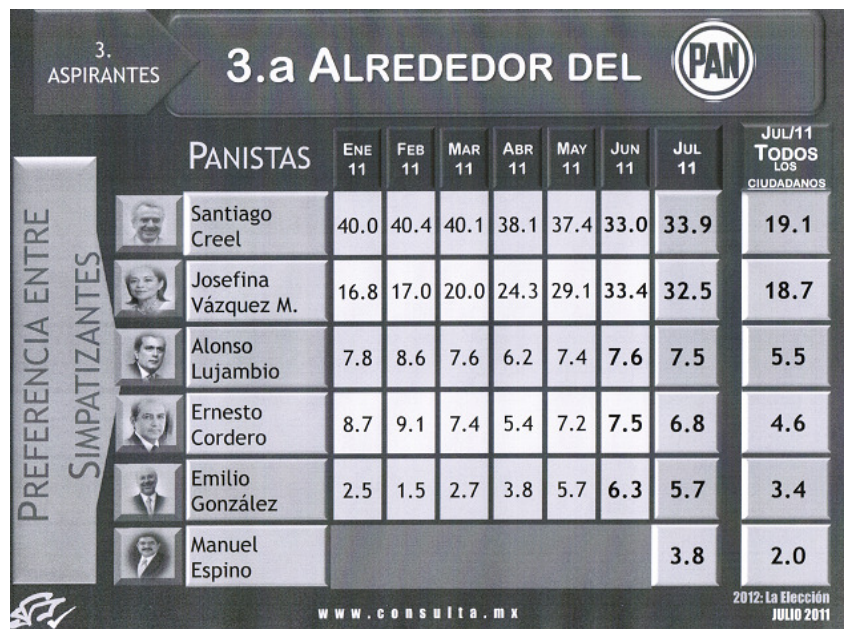 3.
ASPIRANTES
3.a ALREDEDOR DEL
PAN
PREFERENCIA ENTRE
SIMPATIZANTES
PANISTAS
ENE 11
FEB 11
MAR 11
ABR 11
MAY 11
JUN 11
JUL 11
JUL/11 TODOS LOS CIUDADANOS
Santiago
Creel
40.0 40.4 40.1 38.1 37.4 33.0 33.9 19.1
Josefina
Vázquez M.
16.8 17.0 20.0 24.3 29.1 33.4 32.5 18.7
Alonso
Lujambio
7.8 8.6 7.6 6.2 7.4 7.6 7.5 5.5
Ernesto
Cordero
8.7 9.1 7.4 5.4 7.2 7.5 6.8 4.6
Emilio
González
2.5 1.5 2.7 3.8 5.7 6.3 5.7 3.4
Manuel
Espino
3.8 2.0
www.consulta.mx
2012: La Elección
JULIO 2011